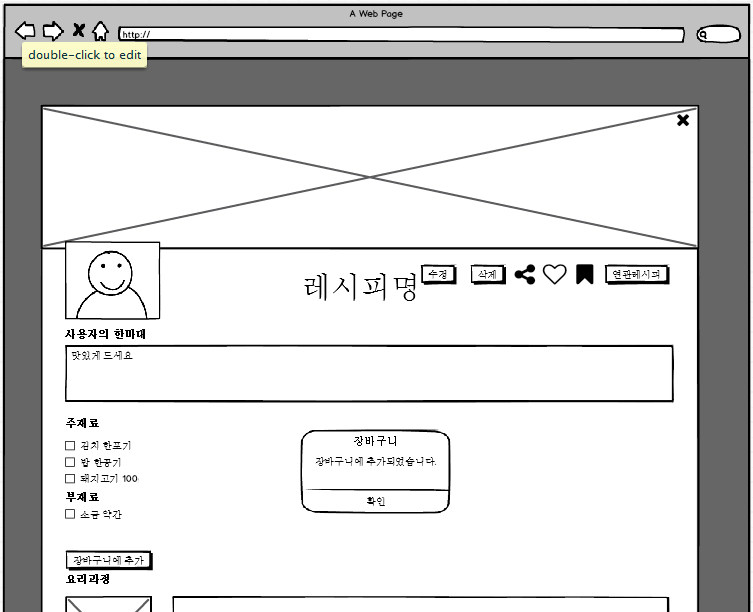 A Web Page
http://
double-click to edit
레시피명
수정
삭제
연관레시피
사용자의 한마대
맛있게 드세요
주재료
김치 한포기
밥 한공기
돼지고기 100
부재료
소금 약간
장바구니
장바구니에 추가되었습니다.
확인
장바구니에 추가
요리과정